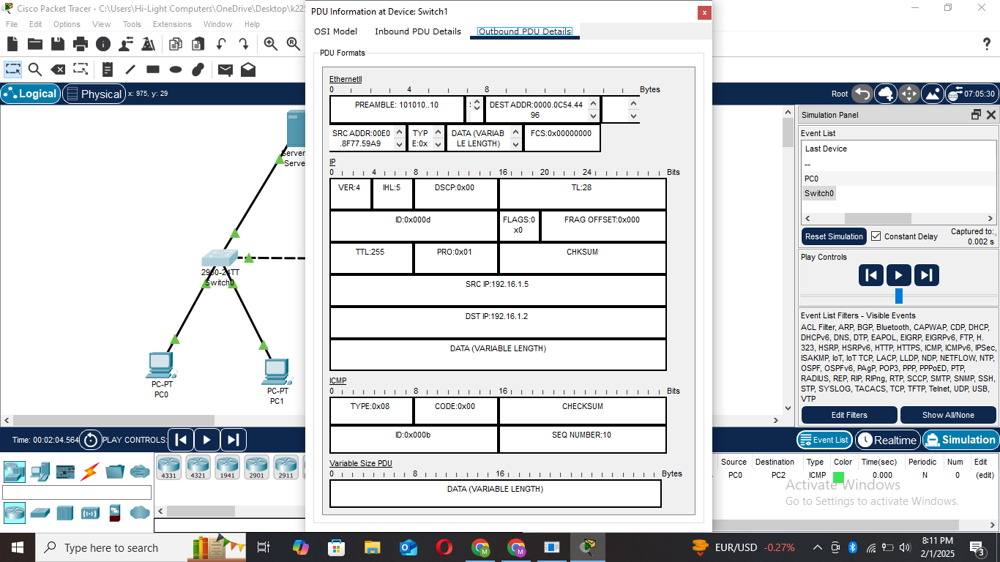 Cisco Packet Tracer - C:\Users\Hi-Light Computers\OneDrive\Desktop\k225
File Edit Options View Tools Extensions Window Help
Logical
Physical
x: 975, y: 29
Root
07:05:30
Server
Serve
2960-24TT
Switch0
PC-PT
PC0
PC-PT
PC1
PDU Information at Device: Switch1
x
OSI Model Inbound PDU Details Outbound PDU Details
PDU Formats
EthernetII
0 4 8 Bytes
PREAMBLE: 101010..10
DEST ADDR:0000.0C54.44
96
SRC ADDR:00E0
.8F77.59A9
TYP
E:0x
DATA (VARIAB
LE LENGTH)
FCS:0x00000000
IP
0 4 8 16 20 24 Bits
VER:4 IHL:5 DSCP:0x00 TL:28
ID:0x000d FLAGS:0
x0
FRAG OFFSET:0x000
TTL:255 PRO:0x01 CHKSUM
SRC IP:192.16.1.5
DST IP:192.16.1.2
DATA (VARIABLE LENGTH)
ICMP
0 8 16 Bits
TYPE:0x08 CODE:0x00 CHECKSUM
ID:0x000b SEQ NUMBER:10
Variable Size PDU
0 8 16 Bytes
DATA (VARIABLE LENGTH)
Simulation Panel
Event List
Last Device
--
PC0
Switch0
Reset Simulation
Constant Delay
Captured to:
0.002 s
Play Controls
Event List Filters - Visible Events
ACL Filter, ARP, BGP, Bluetooth, CAPWAP, CDP, DHCP,
DHCPv6, DNS, DTP, EAPOL, EIGRP, EIGRPv6, FTP, H.
323, HSRP, HSRPv6, HTTP, HTTPS, ICMP, ICMPv6, IPSec,
ISAKMP, IoT, IoT TCP, LACP, LLDP, NDP, NETFLOW, NTP,
OSPF, OSPFv6, PAgP, POP3, PPP, PPPoED, PTP,
RADIUS, REP, RIP, RIPng, RTP, SCCP, SMTP, SNMP, SSH,
STP, SYSLOG, TACACS, TCP, TFTP, Telnet, UDP, USB,
VTP
Edit Filters
Show All/None
Time: 00:02:04.564
PLAY CONTROLS:
Event List
Realtime
Simulation
4331 4321 1941 2901 2911
Source Destination Type Color Time(sec) Periodic Num Edit
PC0 PC2 ICMP 0.000 N 0 (edit)
Activate Windows
Go to Settings to activate Windows.
Type here to search
EUR/USD -0.27%
8:11 PM
2/1/2025
3